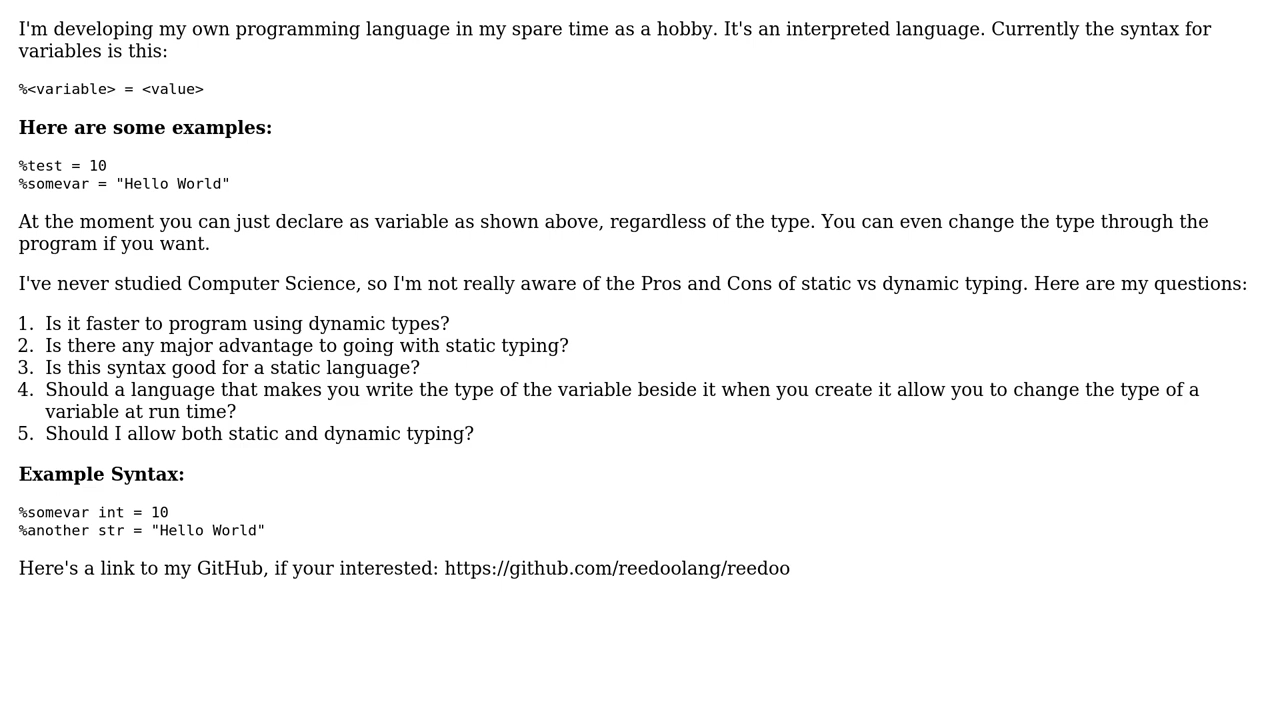 I'm developing my own programming language in my spare time as a hobby. It's an interpreted language. Currently the syntax for
variables is this:
%<variable> = <value>
Here are some examples:
%test = 10
%somevar = "Hello World"
At the moment you can just declare as variable as shown above, regardless of the type. You can even change the type through the
program if you want.
I've never studied Computer Science, so I'm not really aware of the Pros and Cons of static vs dynamic typing. Here are my questions:
1. Is it faster to program using dynamic types?
2. Is there any major advantage to going with static typing?
3. Is this syntax good for a static language?
4. Should a language that makes you write the type of the variable beside it when you create it allow you to change the type of a
variable at run time?
5. Should I allow both static and dynamic typing?
Example Syntax:
%somevar int = 10
%another str = "Hello World"
Here's a link to my GitHub, if your interested: https://github.com/reedoolang/reedoo